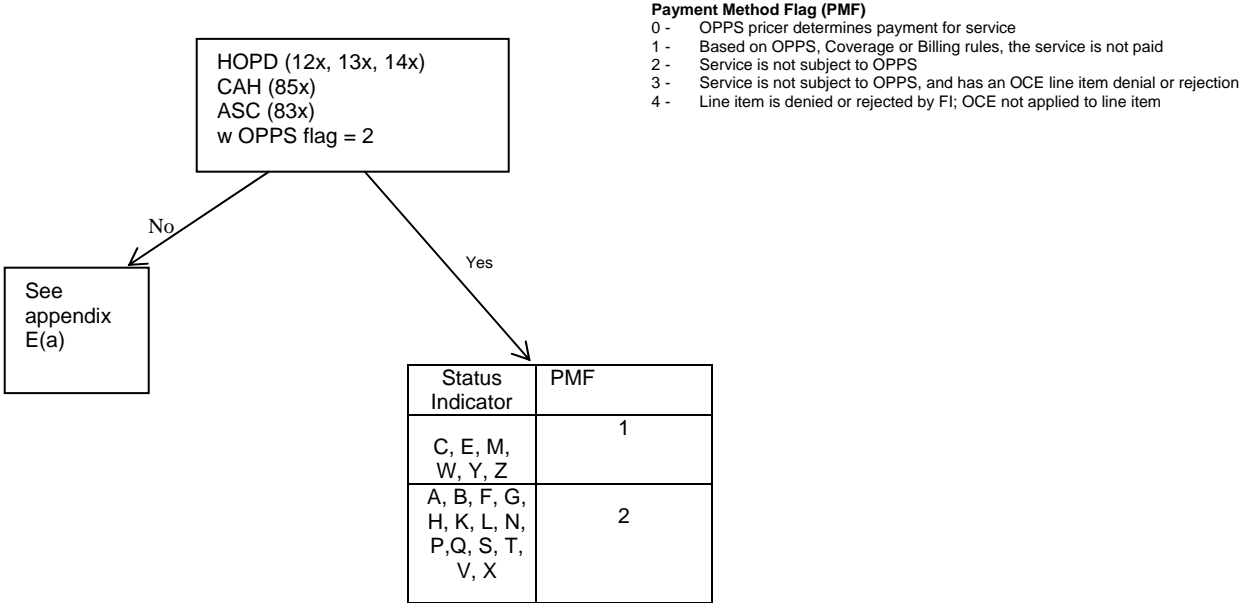 Payment Method Flag (PMF)
0 - OPPS pricer determines payment for service
1 - Based on OPPS, Coverage or Billing rules, the service is not paid
2 - Service is not subject to OPPS
3 - Service is not subject to OPPS, and has an OCE line item denial or rejection
4 - Line item is denied or rejected by FI; OCE not applied to line item
HOPD (12x, 13x, 14x)
CAH (85x)
ASC (83x)
w OPPS flag = 2
No
Yes
See
appendix
E(a)
Status
Indicator
PMF
C, E, M,
W, Y, Z
1
A, B, F, G,
H, K, L, N,
P,Q, S, T,
V, X
2